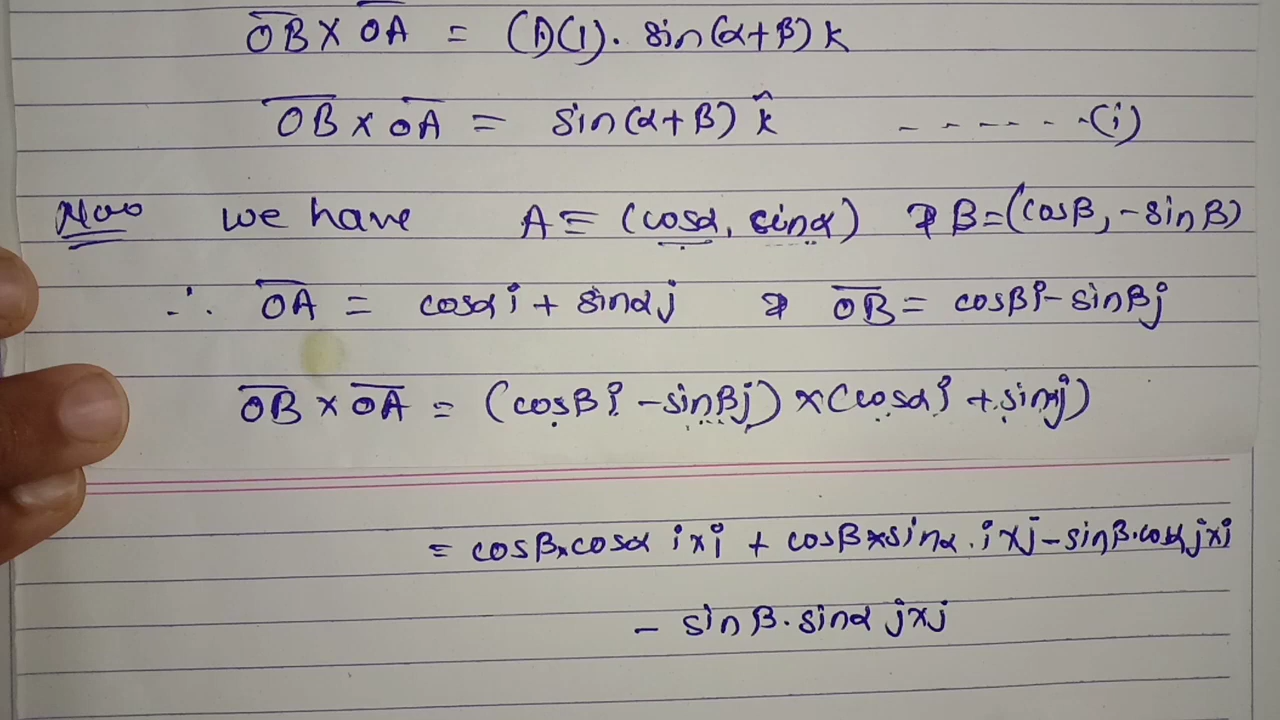 OB × OA = (1)(1). sin(α+β) k
OB × OA = sin(α+β) k̂ - - - - - - -(i)
Now we have A ≡ (cosα, sinα) & B=(cosβ, -sinβ)
∴ OA = cosα i + sinα j & OB = cosβ i - sinβ j
OB × OA = (cosβ i - sinβ j) × (cosα i + sinα j)
= cosβ × cosα i×i + cosβ × sinα . i×j - sinβ.cosα j×i
- sinβ . sinα j×j